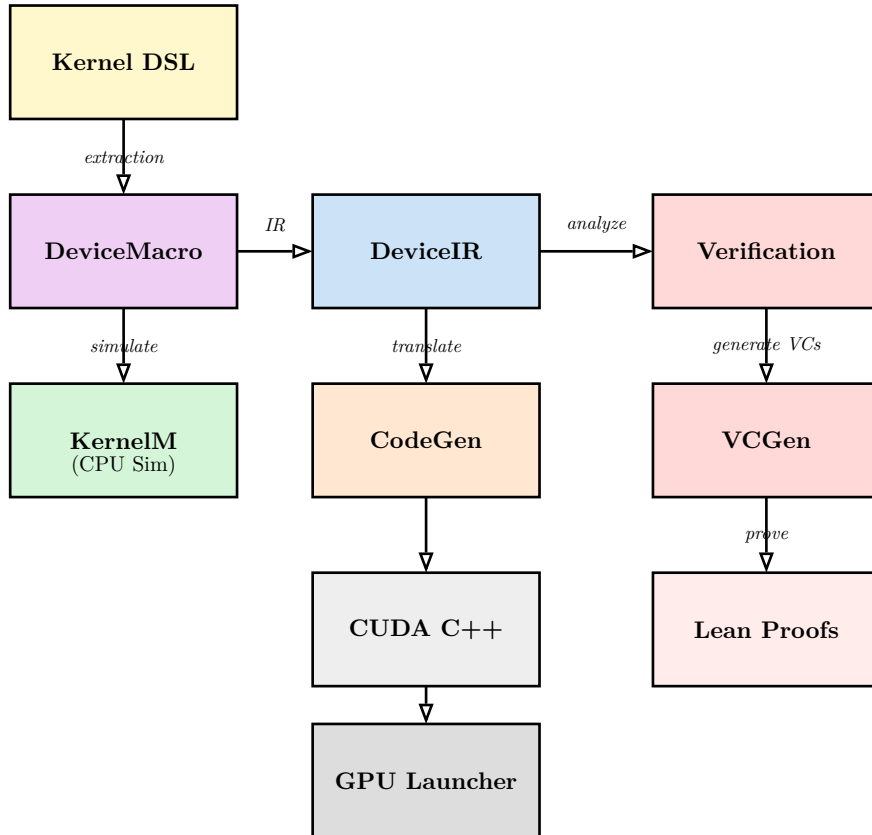 Kernel DSL
extraction
DeviceMacro
IR
DeviceIR
analyze
Verification
simulate
translate
generate VCs
KernelM
(CPU Sim)
CodeGen
VCGen
prove
CUDA C++
Lean Proofs
GPU Launcher